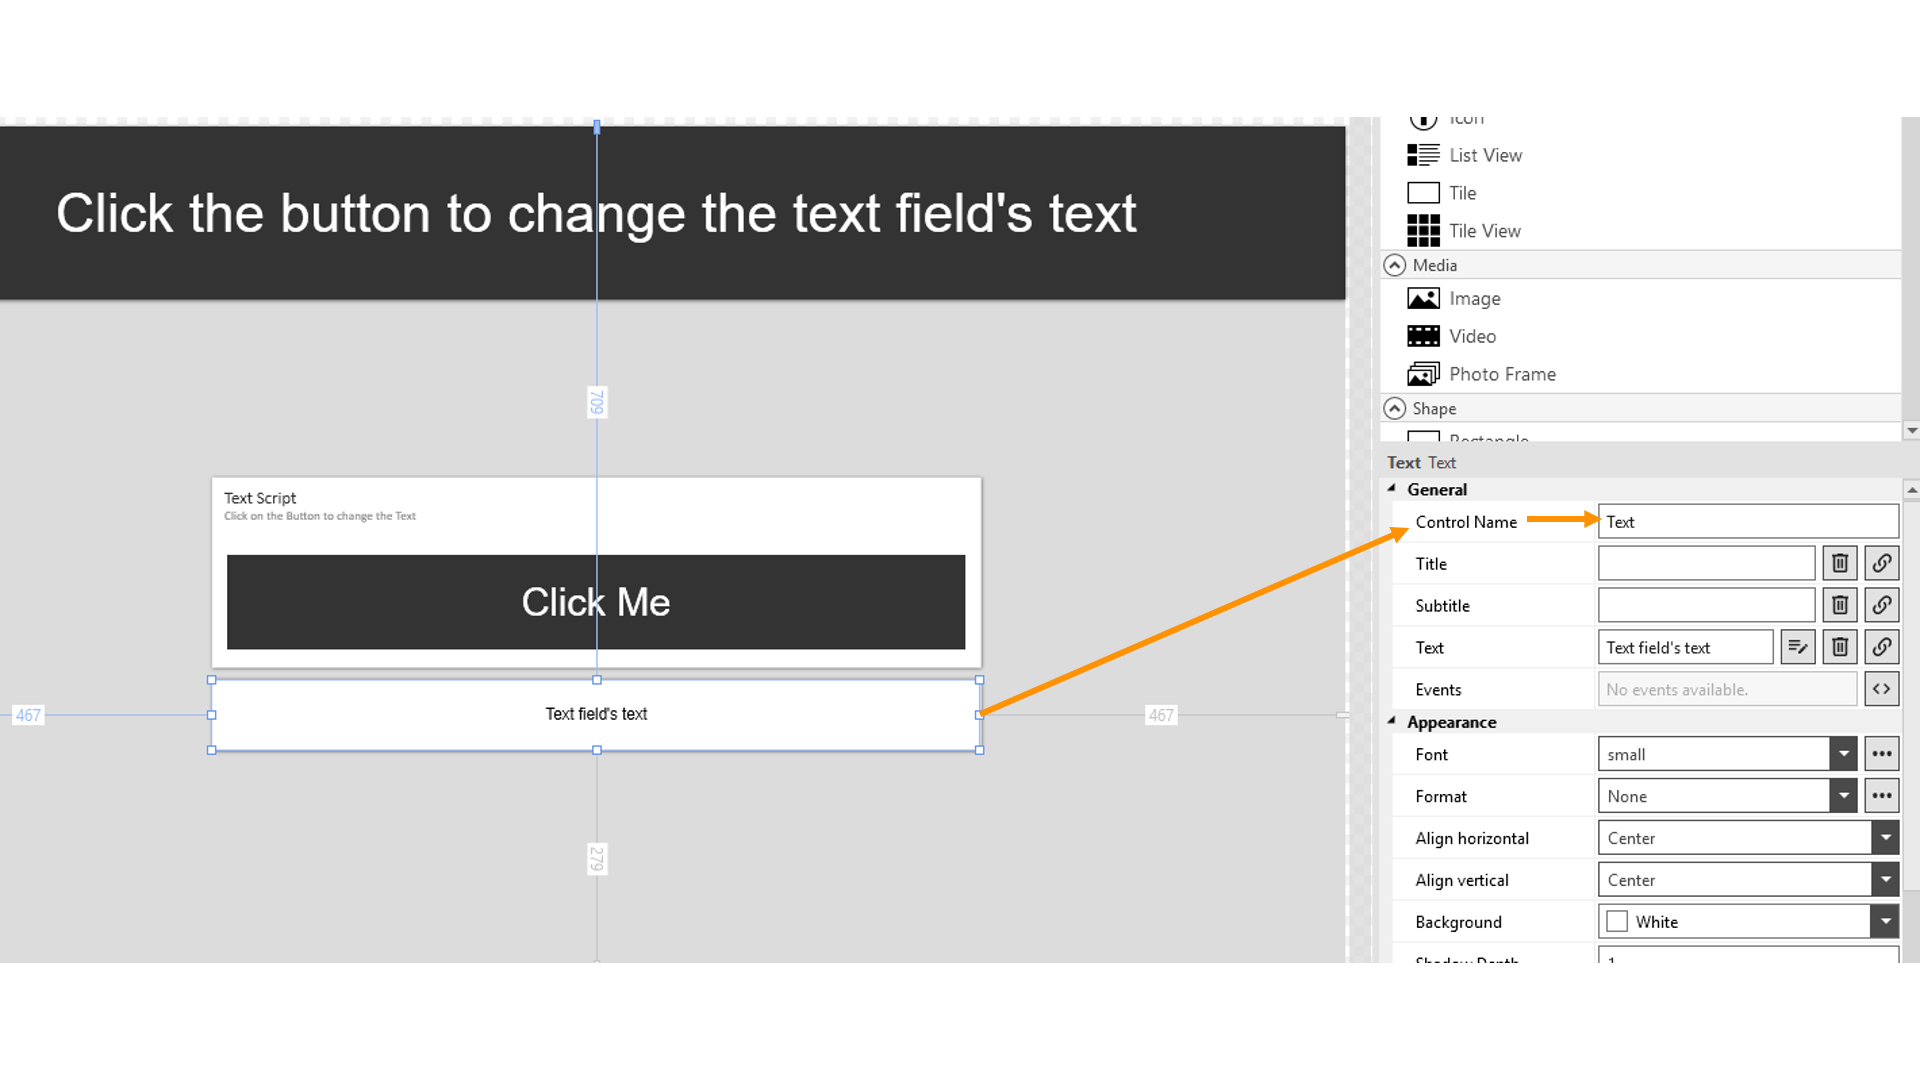 Click the button to change the text field's text
709
Text Script
Click on the Button to change the Text
Click Me
467
Text field's text
467
279
Icon
List View
Tile
Tile View
Media
Image
Video
Photo Frame
Shape
Rectangle
Text Text
General
Control Name Text
Title
Subtitle
Text Text field's text
Events No events available.
Appearance
Font small
Format None
Align horizontal Center
Align vertical Center
Background White
Shadow Depth 1